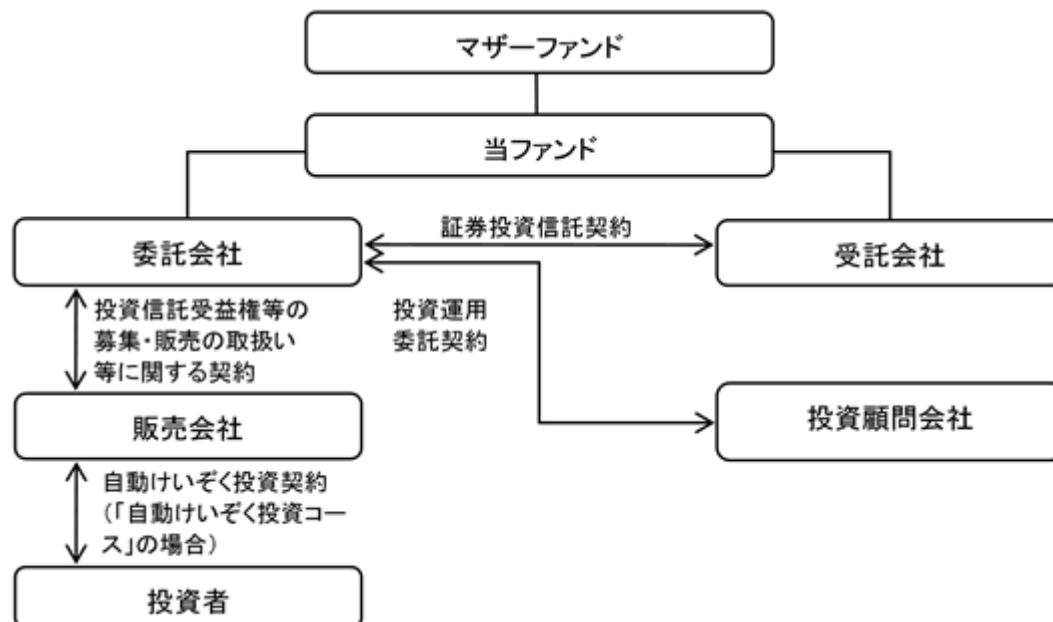 マザーファンド
当ファンド
証券投資信託契約
委託会社
受託会社
投資信託受益権等の
募集・販売の取扱い
等に関する契約
投資運用
委託契約
販売会社
投資顧問会社
自動けいぞく投資契約
（「自動けいぞく投資コー
ス」の場合）
投資者